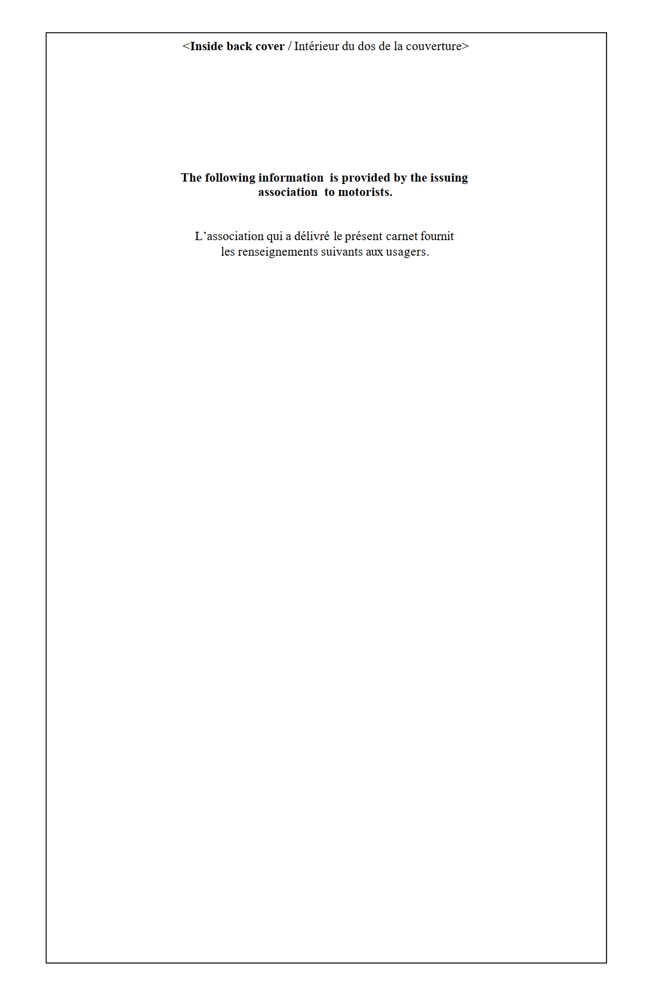 <Inside back cover / Intérieur du dos de la couverture>
The following information is provided by the issuing
association to motorists.
L’association qui a délivré le présent carnet fournit
les renseignements suivants aux usagers.